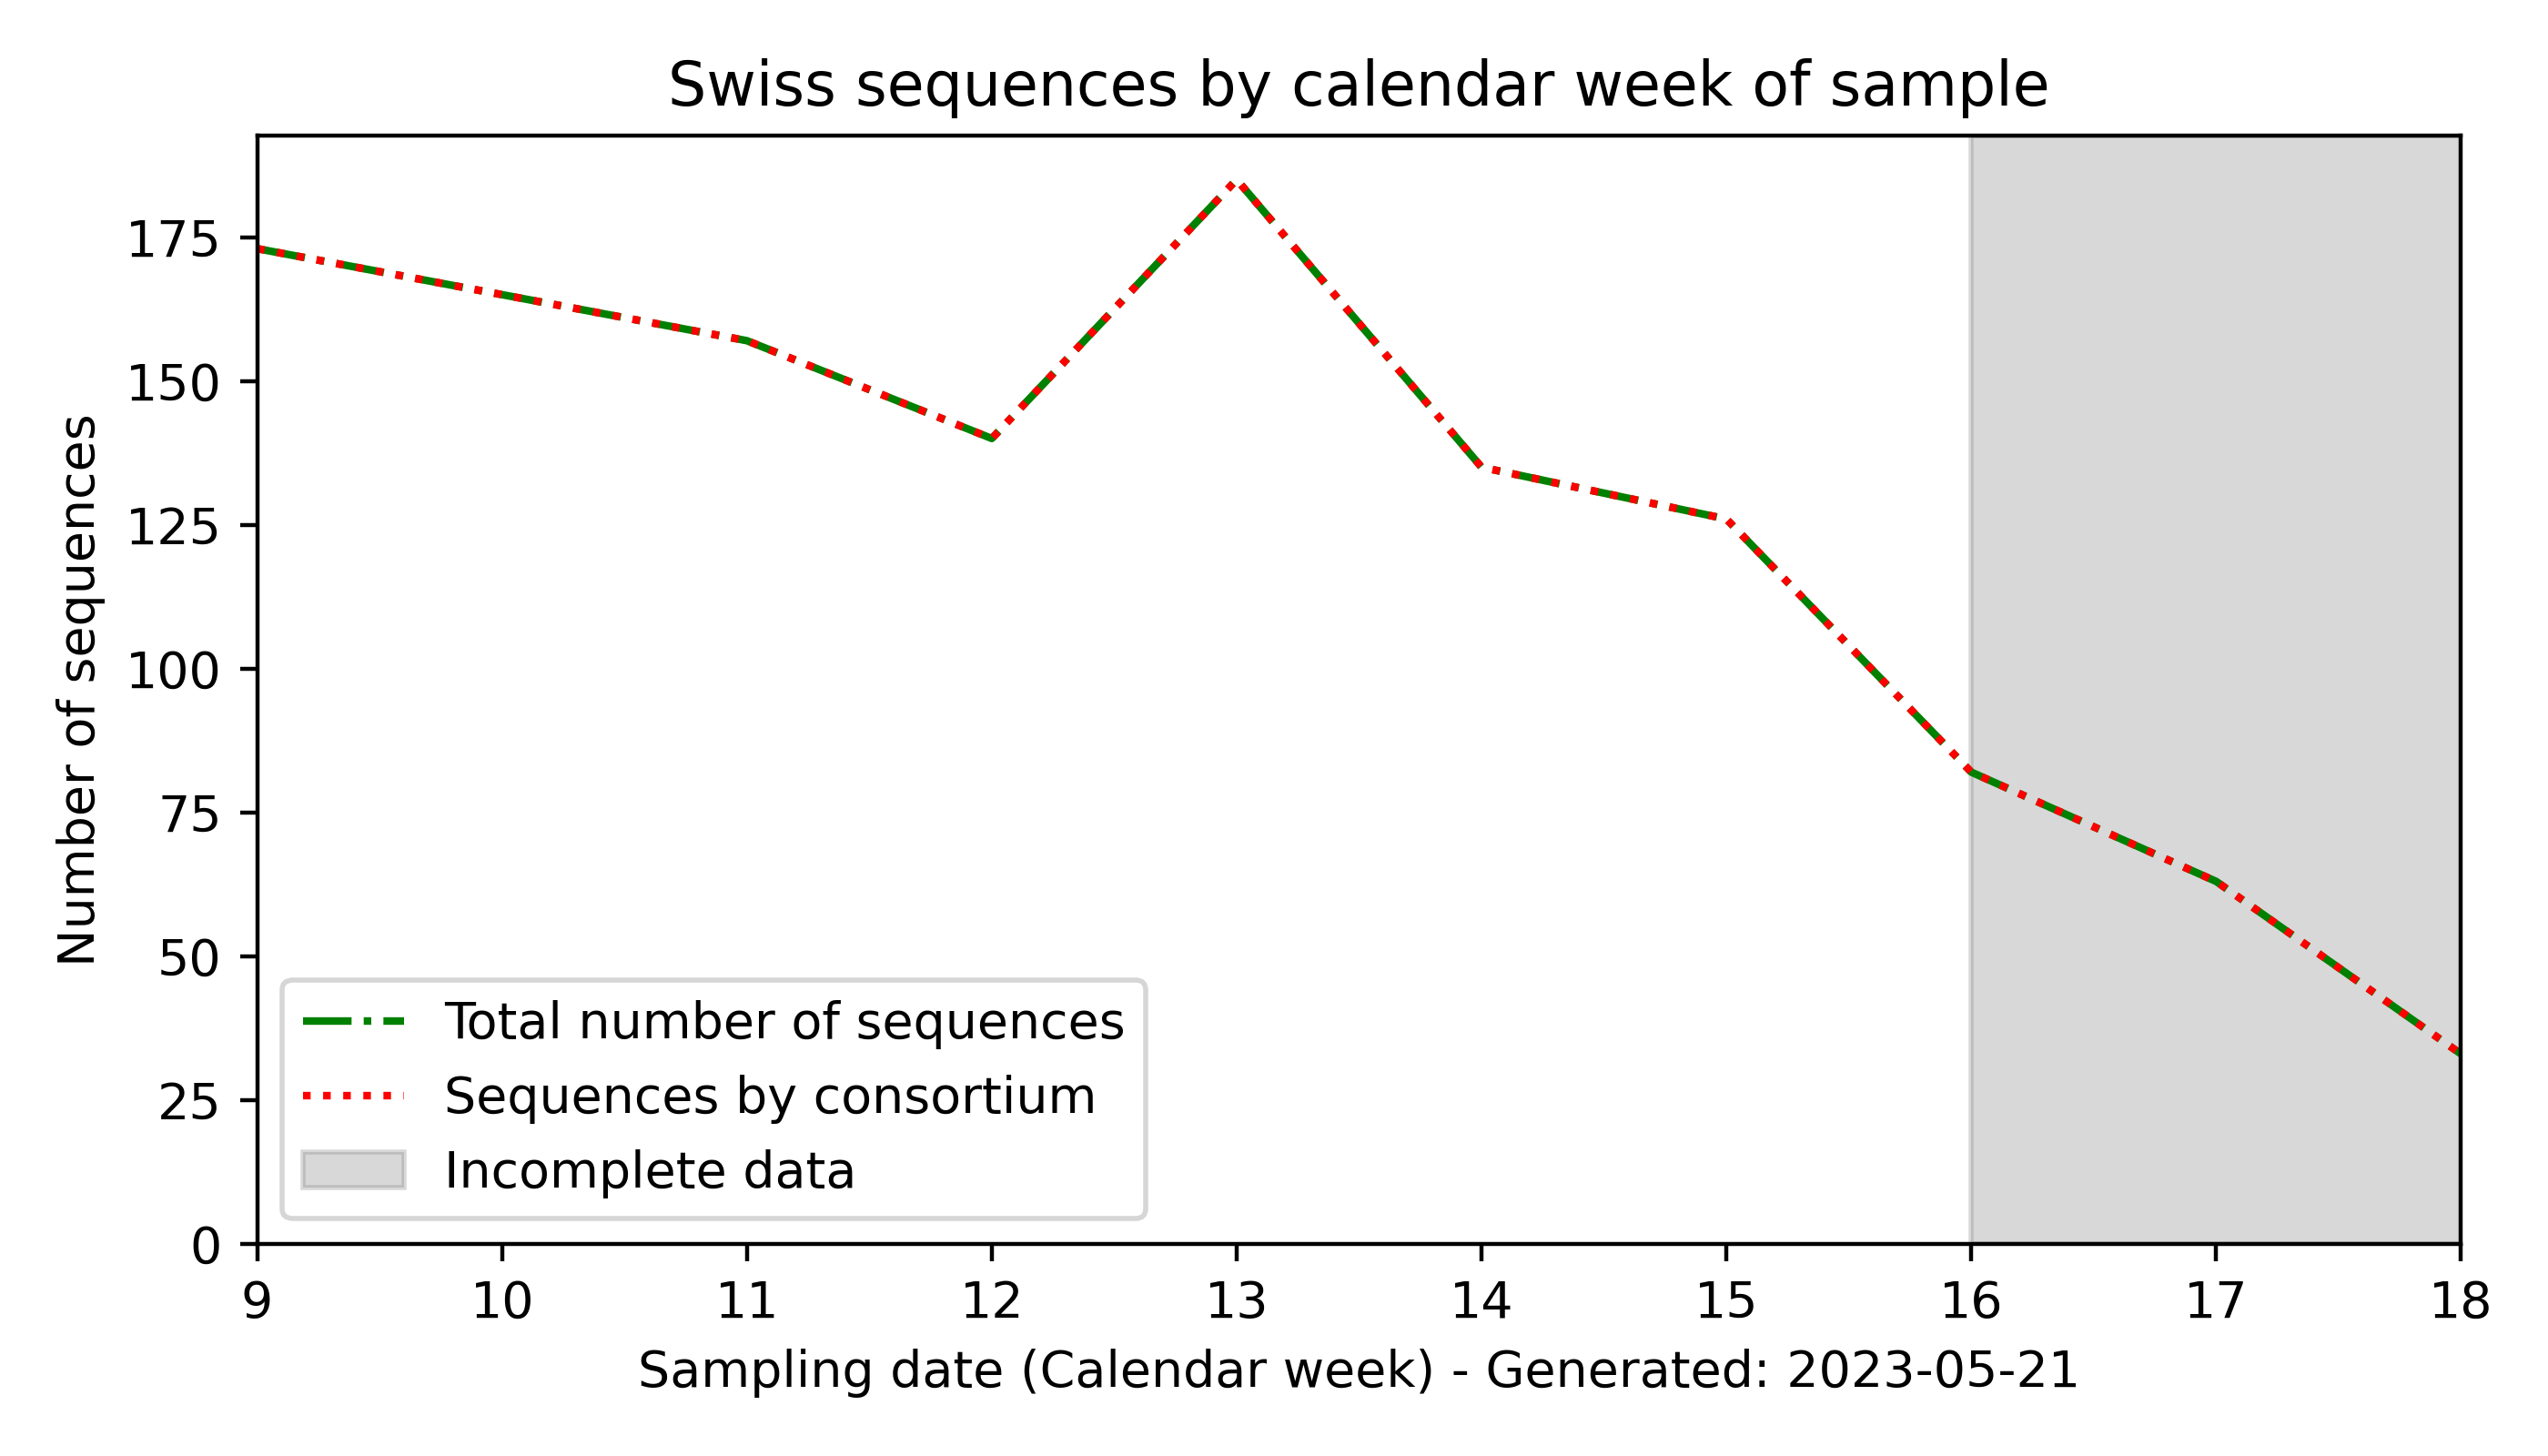 Swiss sequences by calendar week of sample
Number of sequences
175
150
125
100
75
50
25
0
Total number of sequences
Sequences by consortium
Incomplete data
9 10 11 12 13 14 15 16 17 18
Sampling date (Calendar week) - Generated: 2023-05-21